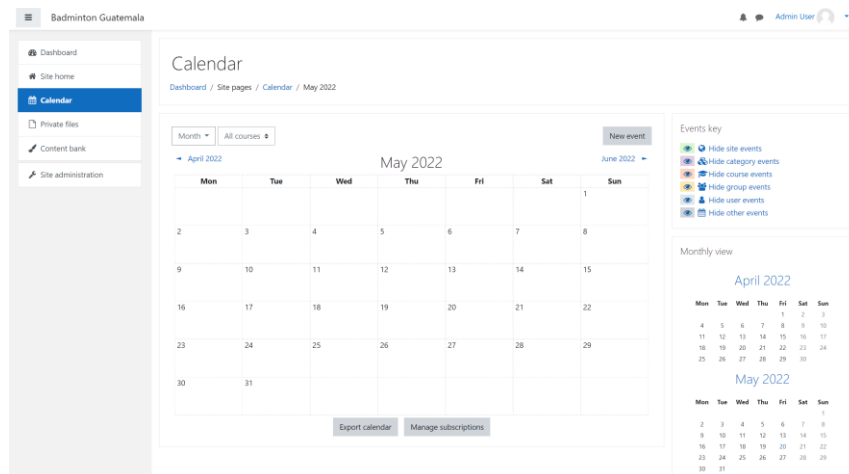 Badminton Guatemala
Admin User
Dashboard
Site home
Calendar
Private files
Content bank
Site administration
Calendar
Dashboard / Site pages / Calendar / May 2022
Month All courses New event
April 2022 May 2022 June 2022
Mon Tue Wed Thu Fri Sat Sun
1
2 3 4 5 6 7 8
9 10 11 12 13 14 15
16 17 18 19 20 21 22
23 24 25 26 27 28 29
30 31
Export calendar Manage subscriptions
Events key
Hide site events
Hide category events
Hide course events
Hide group events
Hide user events
Hide other events
Monthly view
April 2022
Mon Tue Wed Thu Fri Sat Sun
1 2 3
4 5 6 7 8 9 10
11 12 13 14 15 16 17
18 19 20 21 22 23 24
25 26 27 28 29 30
May 2022
Mon Tue Wed Thu Fri Sat Sun
1
2 3 4 5 6 7 8
9 10 11 12 13 14 15
16 17 18 19 20 21 22
23 24 25 26 27 28 29
30 31